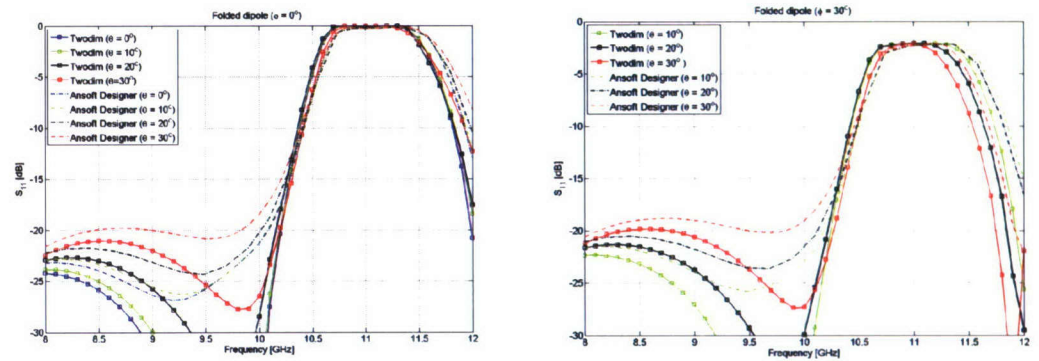 Folded dipole (φ = 0°)
Twodim (θ = 0°)
Twodim (θ = 10°)
Twodim (θ = 20°)
Twodim (θ=30°)
Ansoft Designer (θ = 0°)
Ansoft Designer (θ = 10°)
Ansoft Designer (θ = 20°)
Ansoft Designer (θ = 30°)
S11 [dB]
0
-5
-10
-15
-20
-25
-30
8 8.5 9 9.5 10 10.5 11 11.5 12
Frequency [GHz]
Folded dipole (φ = 30°)
Twodim (θ = 10°)
Twodim (θ = 20°)
Twodim (θ = 30°)
Ansoft Designer (θ = 10°)
Ansoft Designer (θ = 20°)
Ansoft Designer (θ = 30°)
S11 [dB]
0
-5
-10
-15
-20
-25
-30
8 8.5 9 9.5 10 10.5 11 11.5 12
Frequency [GHz]